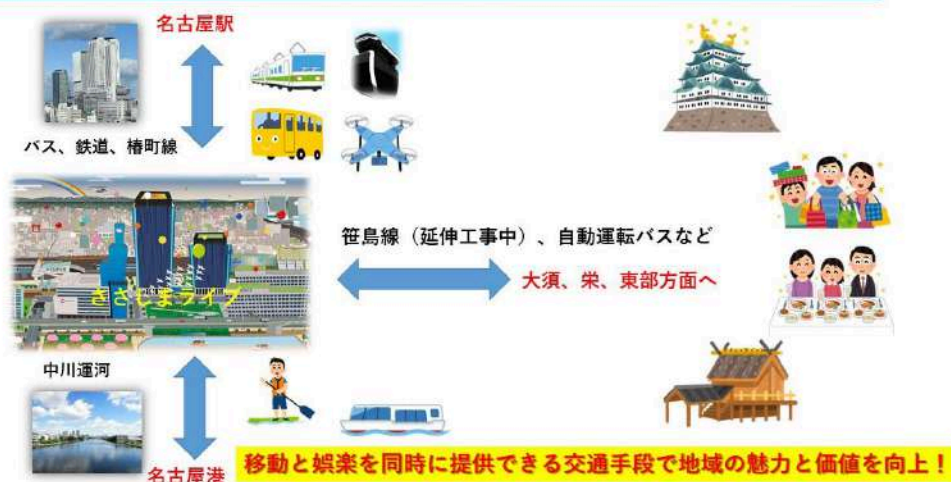 名古屋駅
バス、鉄道、椿町線
笹島線（延伸工事中）、自動運転バスなど
大須、栄、東部方面へ
ささしまライブ
中川運河
名古屋港
移動と娯楽を同時に提供できる交通手段で地域の魅力と価値を向上！